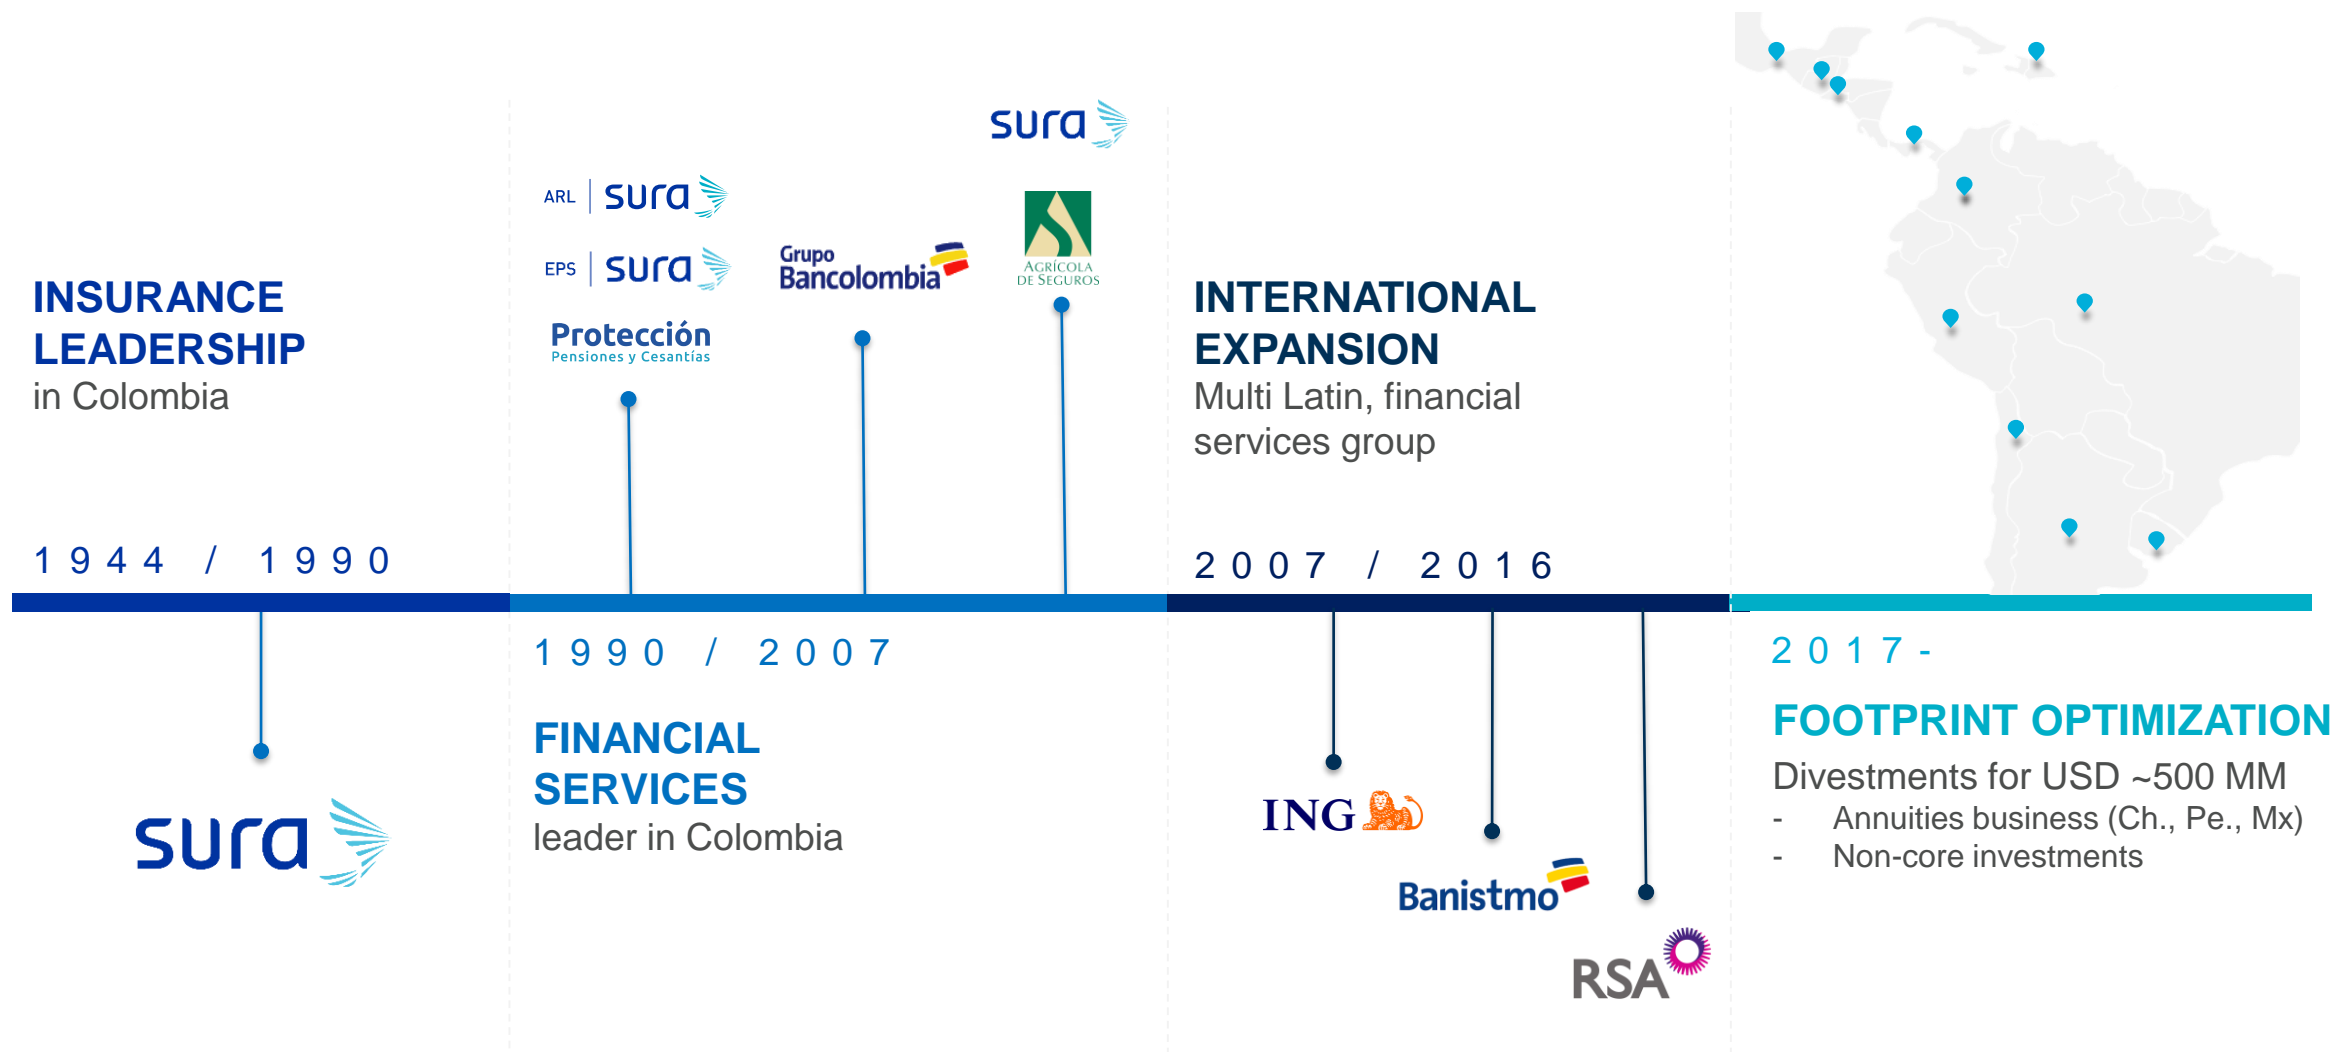 INSURANCE
LEADERSHIP
in Colombia
1944 / 1990
sura
ARL | sura
EPS | sura
Protección
Pensiones y Cesantías
Grupo
Bancolombia
sura
AGRÍCOLA
DE SEGUROS
1990 / 2007
FINANCIAL
SERVICES
leader in Colombia
INTERNATIONAL
EXPANSION
Multi Latin, financial
services group
2007 / 2016
ING
Banistmo
RSA
2017-
FOOTPRINT OPTIMIZATION
Divestments for USD ~500 MM
- Annuities business (Ch., Pe., Mx)
- Non-core investments